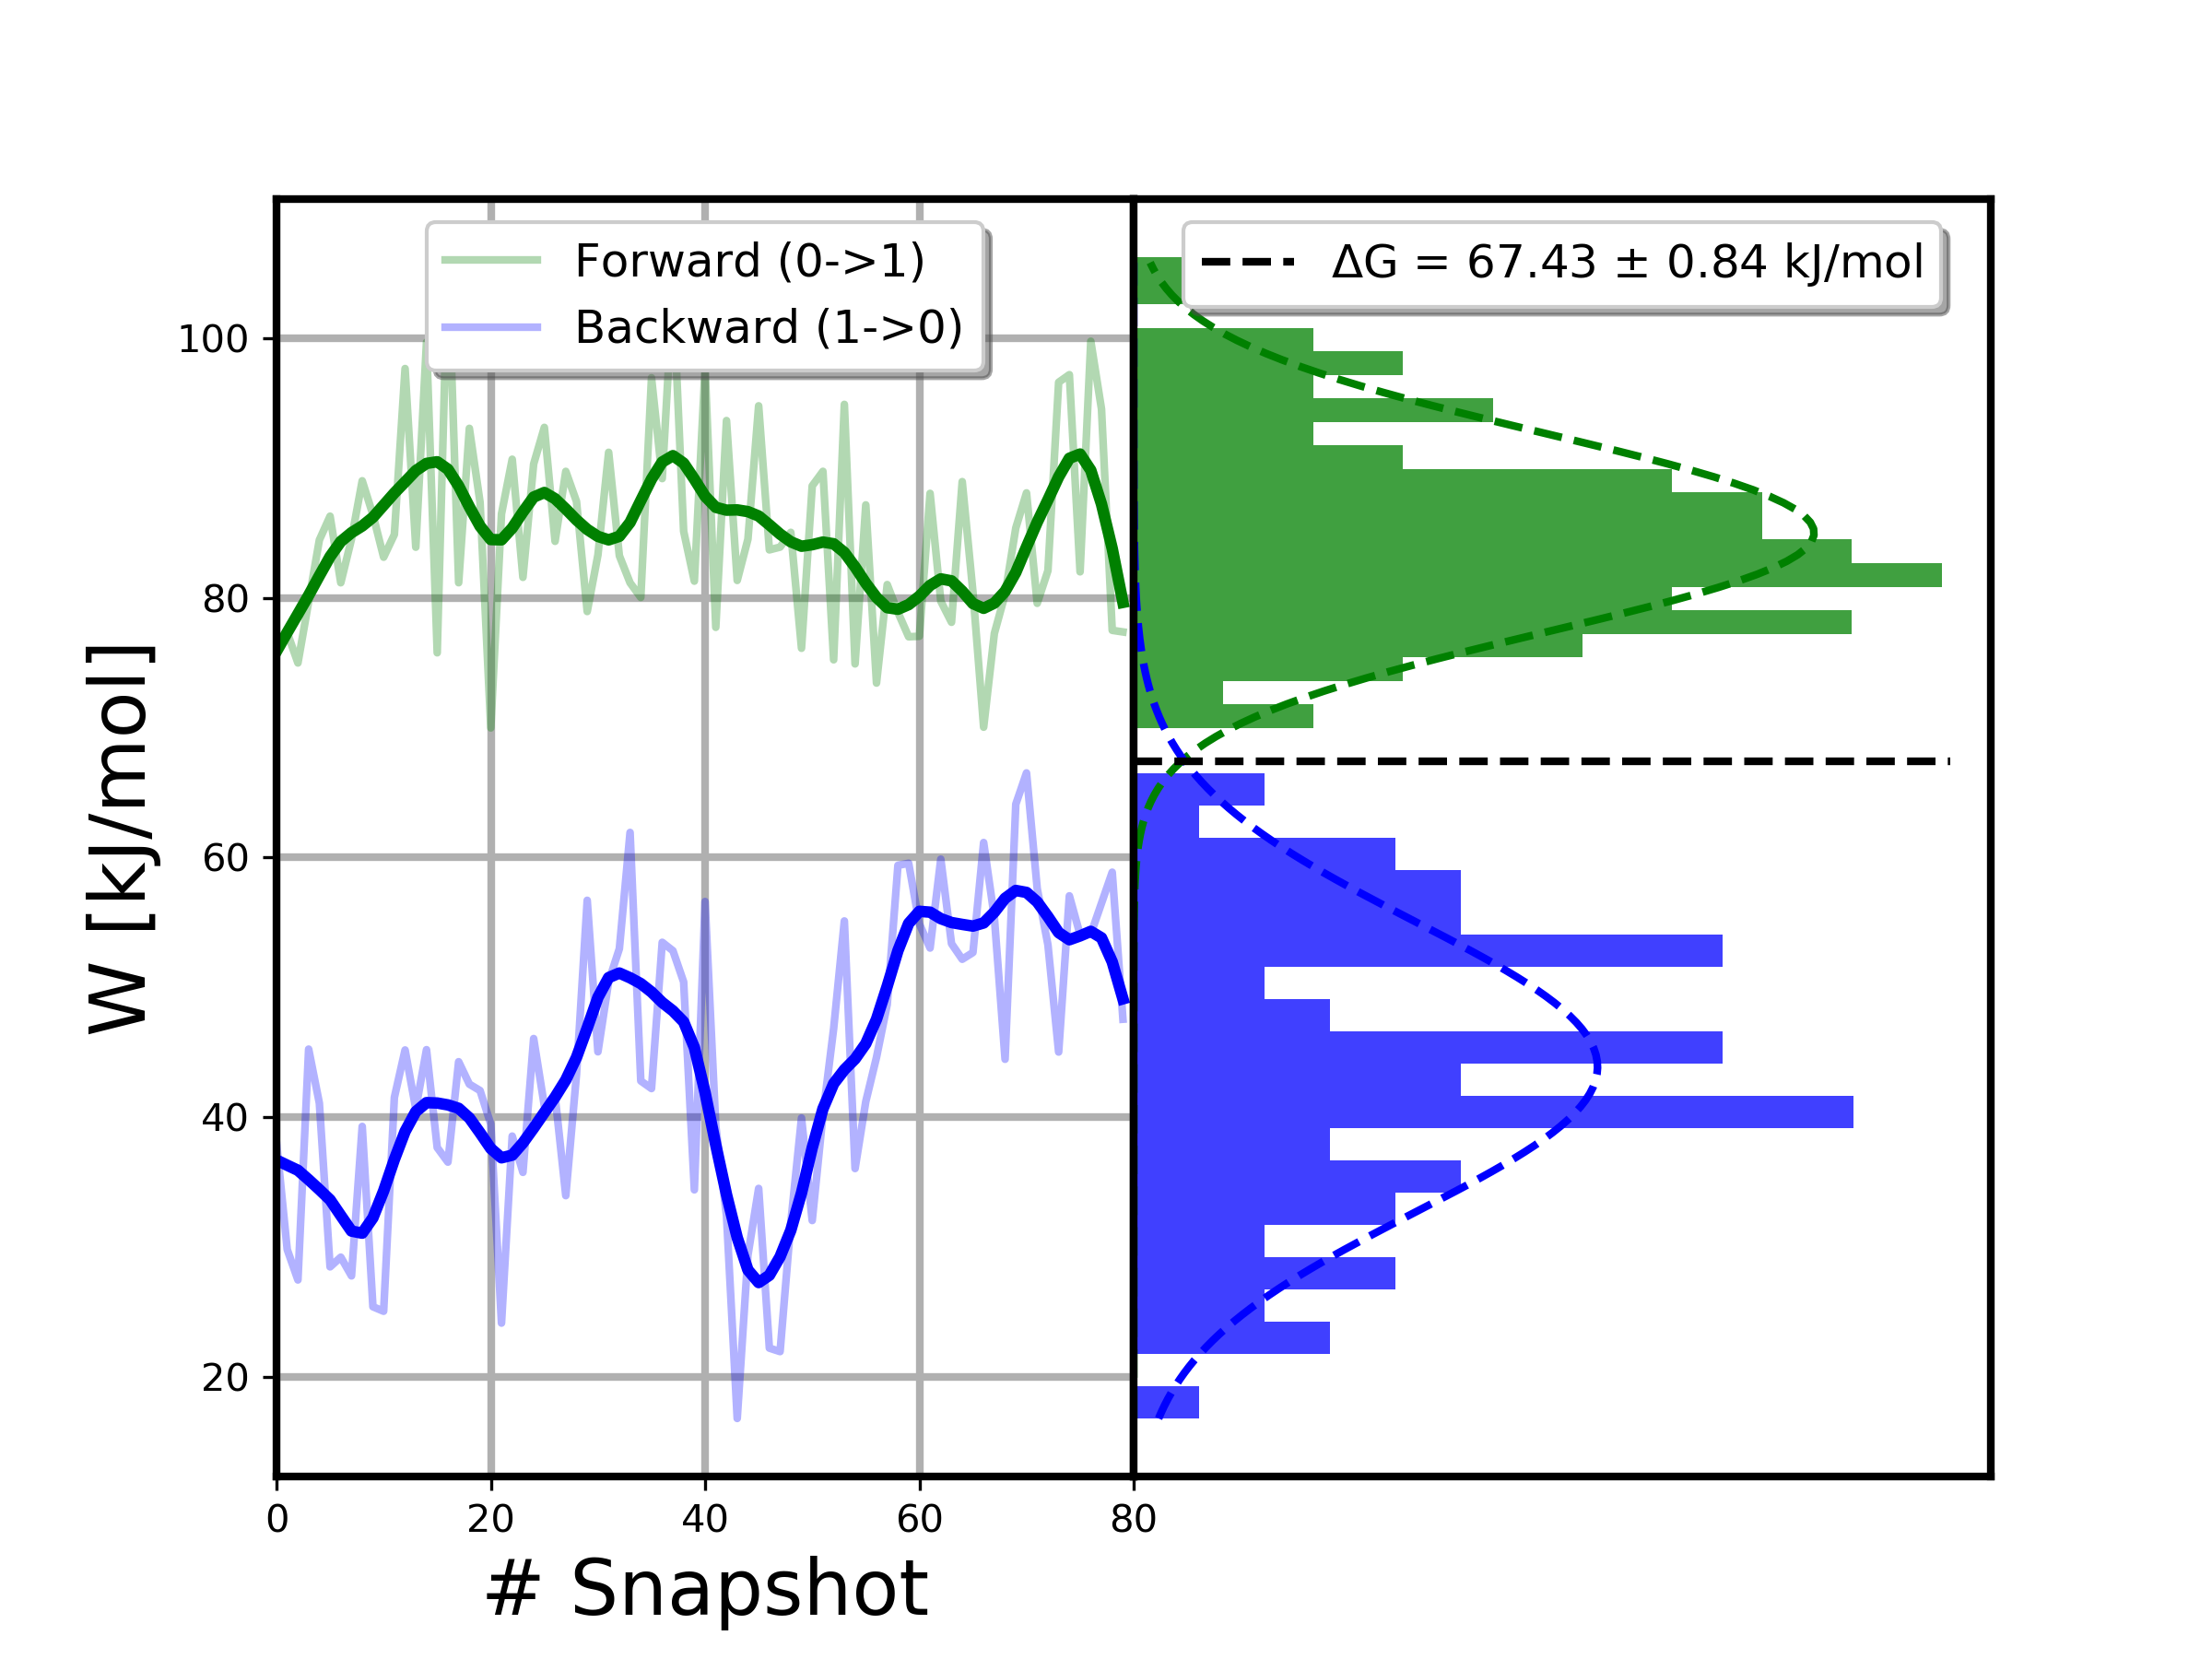 Forward (0->1)
Backward (1->0)
ΔG = 67.43 ± 0.84 kJ/mol
100
80
60
40
20
W [kJ/mol]
0 20 40 60 80
# Snapshot